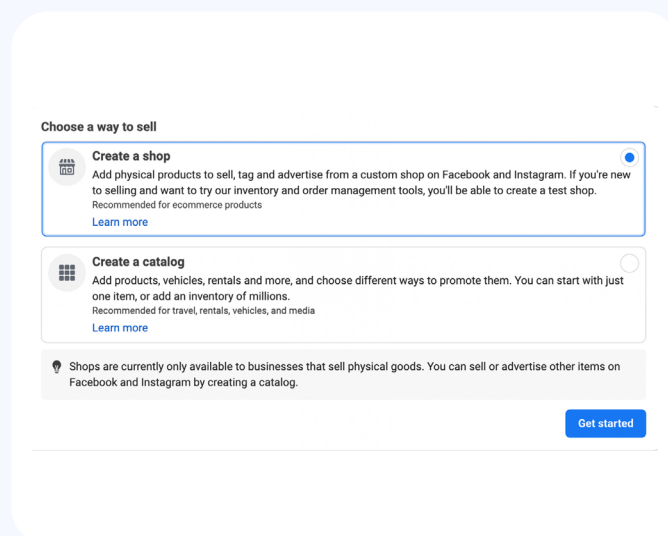 Choose a way to sell
Create a shop
Add physical products to sell, tag and advertise from a custom shop on Facebook and Instagram. If you're new
to selling and want to try our inventory and order management tools, you'll be able to create a test shop.
Recommended for ecommerce products
Learn more
Create a catalog
Add products, vehicles, rentals and more, and choose different ways to promote them. You can start with just
one item, or add an inventory of millions.
Recommended for travel, rentals, vehicles, and media
Learn more
Shops are currently only available to businesses that sell physical goods. You can sell or advertise other items on
Facebook and Instagram by creating a catalog.
Get started